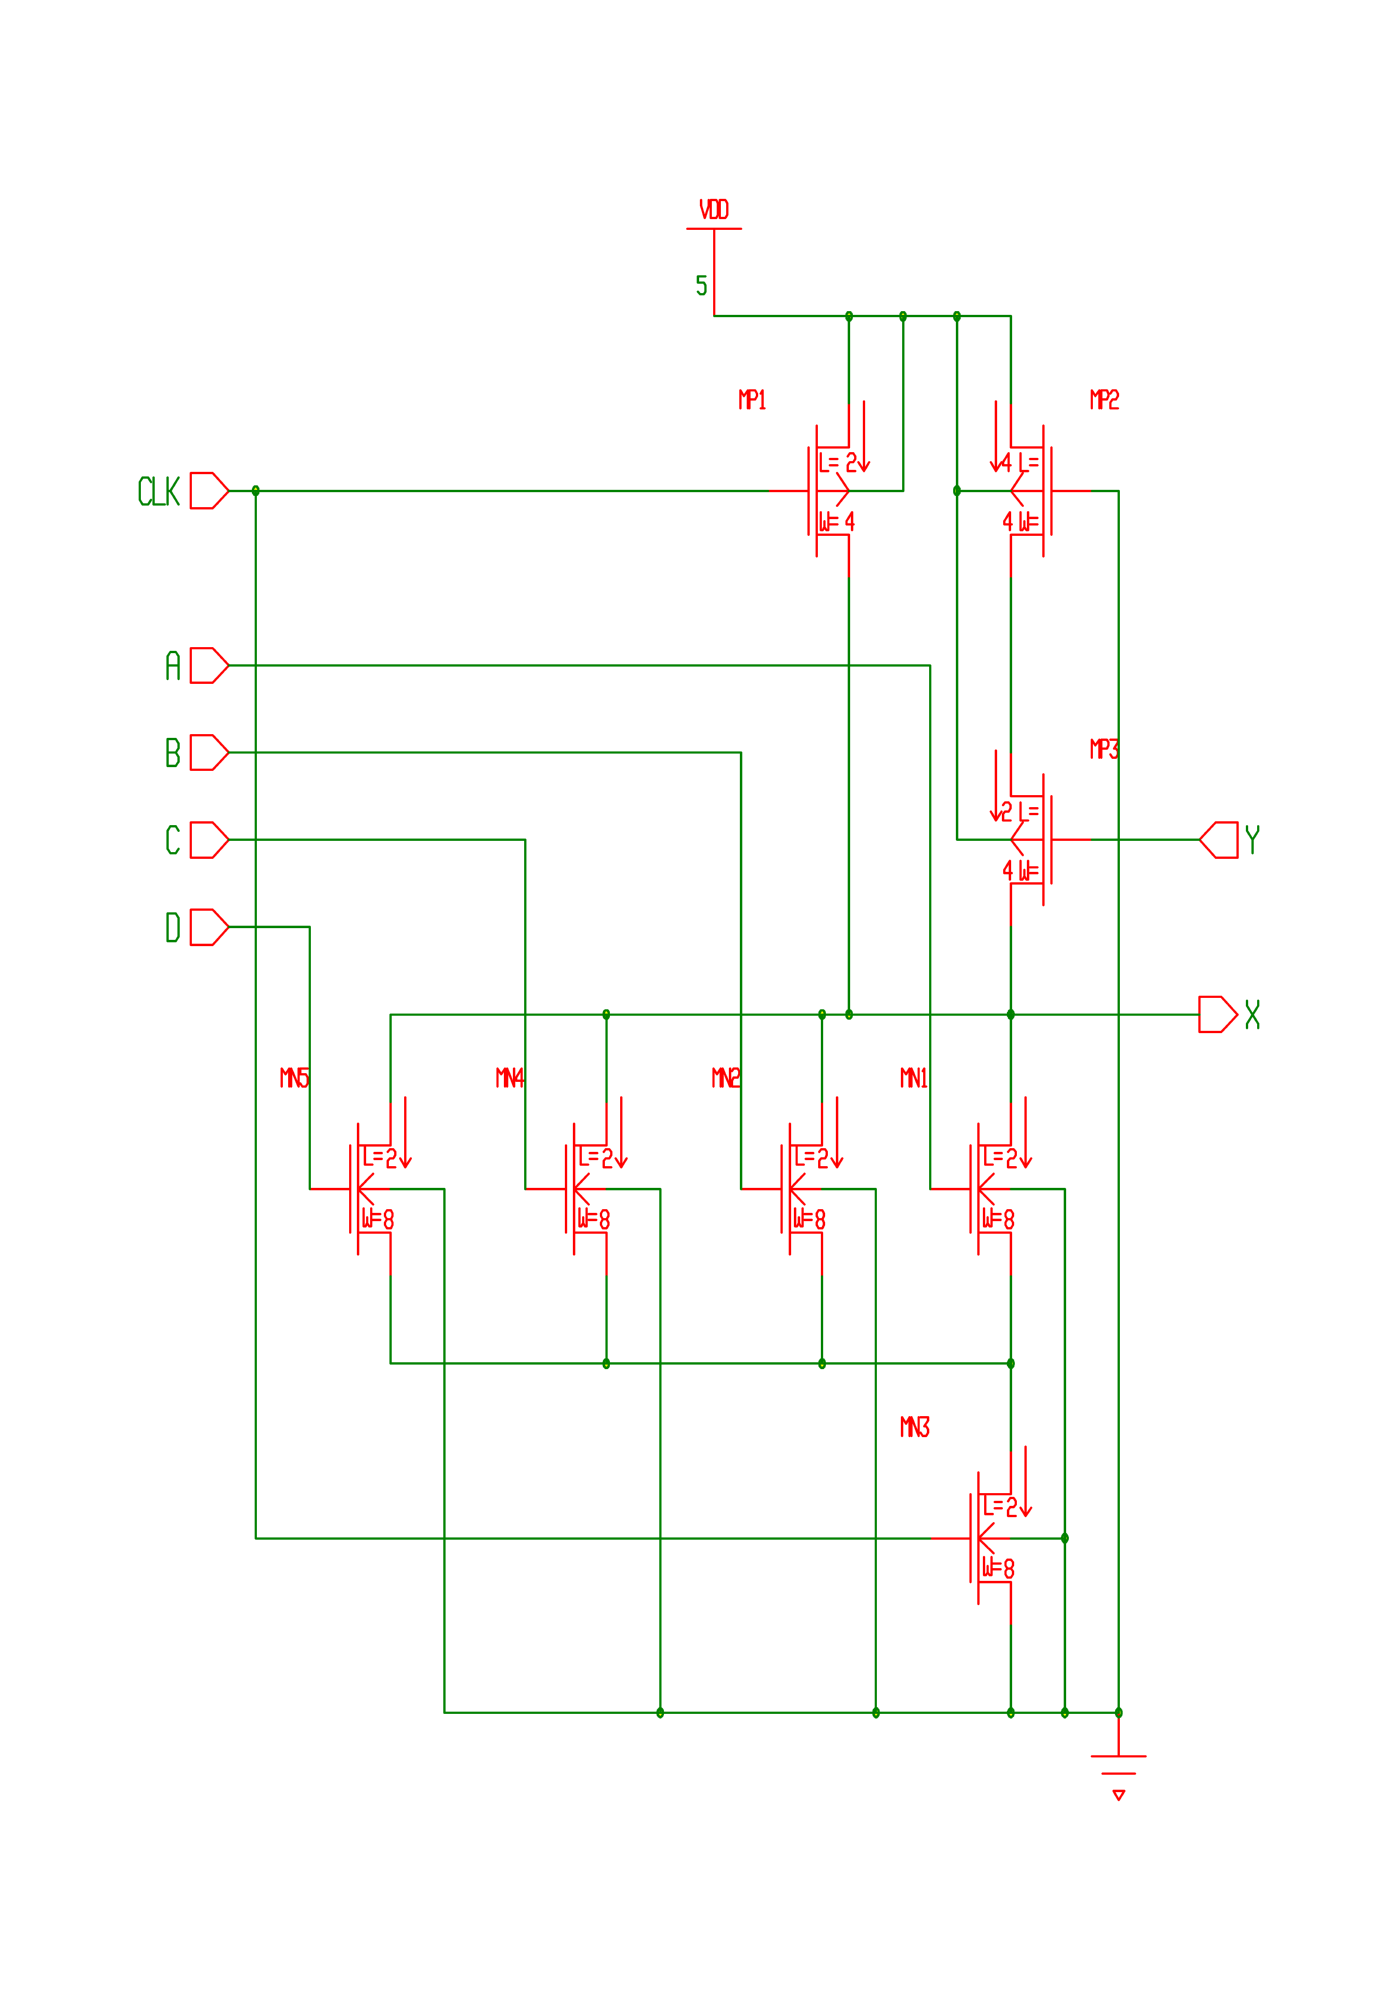 VDD
5
MP1
MP2
L= 2
4 L=
CLK
W= 4
4 W=
A
B
MP3
2 L=
C
Y
4 W=
D
X
MN5
MN4
MN2
MN1
L=2
L=2
L=2
L=2
W=8
W=8
W=8
W=8
MN3
L=2
W=8